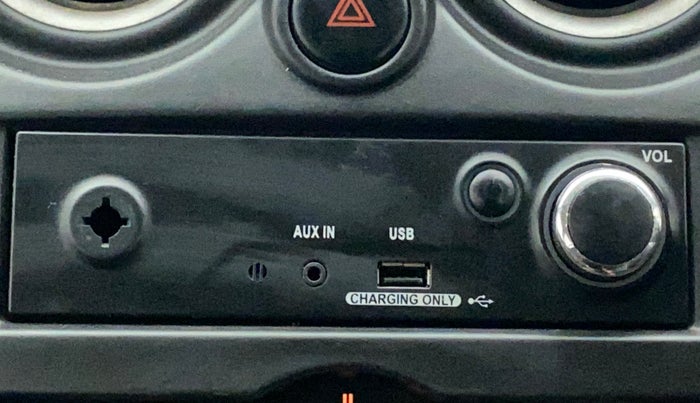 VOL
AUX IN USB
CHARGING ONLY